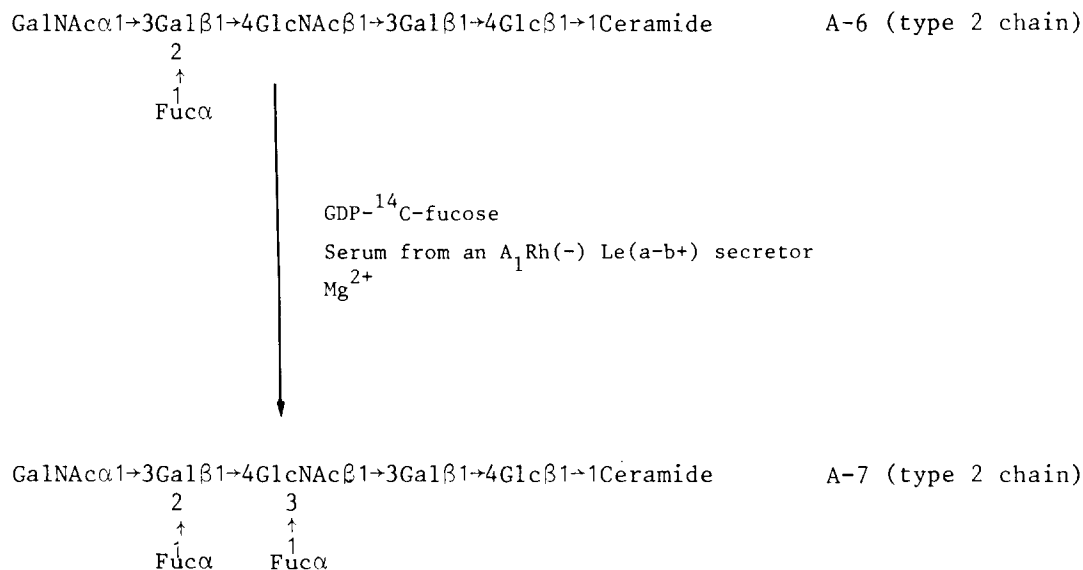 GalNAcα1→3Galβ1→4GlcNAcβ1→3Galβ1→4Glcβ1→1Ceramide A-6 (type 2 chain)
2
↑
1
Fucα
GDP-¹⁴C-fucose
Serum from an A₁Rh(-) Le(a-b+) secretor
Mg²⁺
GalNAcα1→3Galβ1→4GlcNAcβ1→3Galβ1→4Glcβ1→1Ceramide A-7 (type 2 chain)
2 3
↑ ↑
1 1
Fucα Fucα